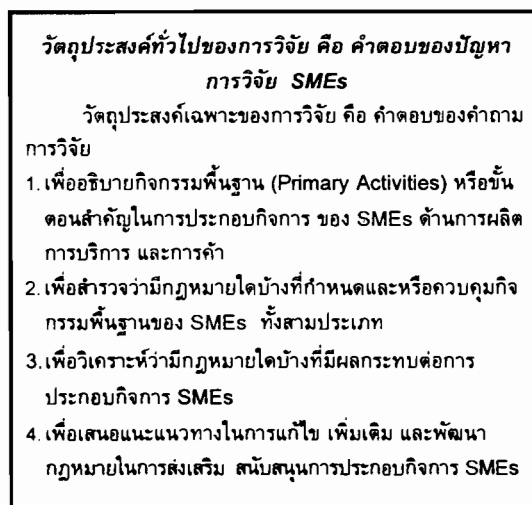 วัตถุประสงค์ทั่วไปของการวิจัย คือ คำตอบของปัญหา
การวิจัย SMEs
วัตถุประสงค์เฉพาะของการวิจัย คือ คำตอบของคำถาม
การวิจัย
1. เพื่ออธิบายกิจกรรมพื้นฐาน (Primary Activities) หรือขั้น
ตอนสำคัญในการประกอบกิจการ ของ SMEs ด้านการผลิต
การบริการ และการค้า
2. เพื่อสำรวจว่ามีกฎหมายใดบ้างที่กำหนดและหรือควบคุมกิจ
กรรมพื้นฐานของ SMEs ทั้งสามประเภท
3. เพื่อวิเคราะห์ว่ามีกฎหมายใดบ้างที่มีผลกระทบต่อการ
ประกอบกิจการ SMEs
4. เพื่อเสนอแนะแนวทางในการแก้ไข เพิ่มเติม และพัฒนา
กฎหมายในการส่งเสริม สนับสนุนการประกอบกิจการ SMEs